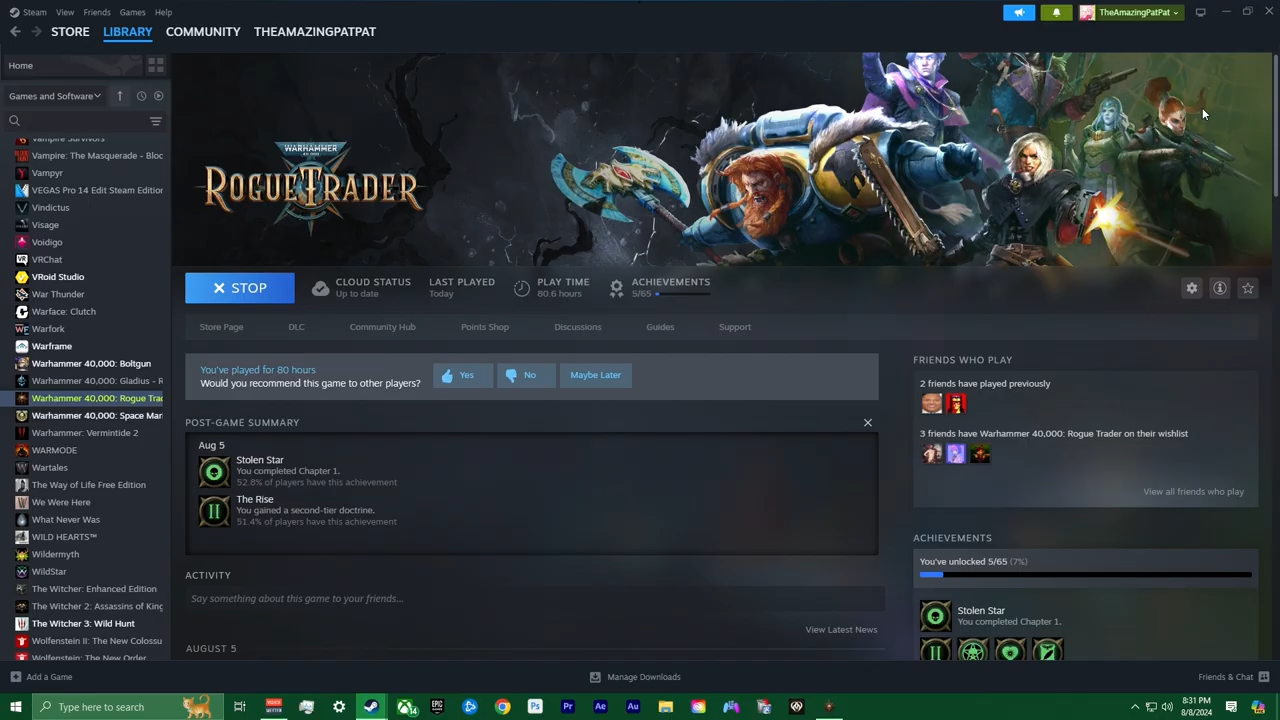 Steam View Friends Games Help
TheAmazingPatPat
STORE LIBRARY COMMUNITY THEAMAZINGPATPAT
Home
Games and Software
Vampire Survivors
Vampire: The Masquerade - Bloc
Vampyr
VEGAS Pro 14 Edit Steam Edition
Vindictus
Visage
Voidigo
VRChat
VRoid Studio
War Thunder
Warface: Clutch
Warfork
Warframe
Warhammer 40,000: Boltgun
Warhammer 40,000: Gladius - R
Warhammer 40,000: Rogue Trad
Warhammer 40,000: Space Mari
Warhammer: Vermintide 2
WARMODE
Wartales
The Way of Life Free Edition
We Were Here
What Never Was
WILD HEARTS™
Wildermyth
WildStar
The Witcher: Enhanced Edition
The Witcher 2: Assassins of King
The Witcher 3: Wild Hunt
Wolfenstein II: The New Colossu
Wolfenstein: The New Order
WARHAMMER
40,000
ROGUE TRADER
STOP
CLOUD STATUS
Up to date
LAST PLAYED
Today
PLAY TIME
80.6 hours
ACHIEVEMENTS
5/65
Store Page DLC Community Hub Points Shop Discussions Guides Support
You've played for 80 hours
Would you recommend this game to other players?
Yes No Maybe Later
POST-GAME SUMMARY
Aug 5
Stolen Star
You completed Chapter 1.
52.8% of players have this achievement
The Rise
You gained a second-tier doctrine.
51.4% of players have this achievement
ACTIVITY
Say something about this game to your friends...
View Latest News
AUGUST 5
FRIENDS WHO PLAY
2 friends have played previously
3 friends have Warhammer 40,000: Rogue Trader on their wishlist
View all friends who play
ACHIEVEMENTS
You've unlocked 5/65 (7%)
Stolen Star
You completed Chapter 1.
Add a Game
Manage Downloads
Friends & Chat
Type here to search
14
8:31 PM
8/8/2024